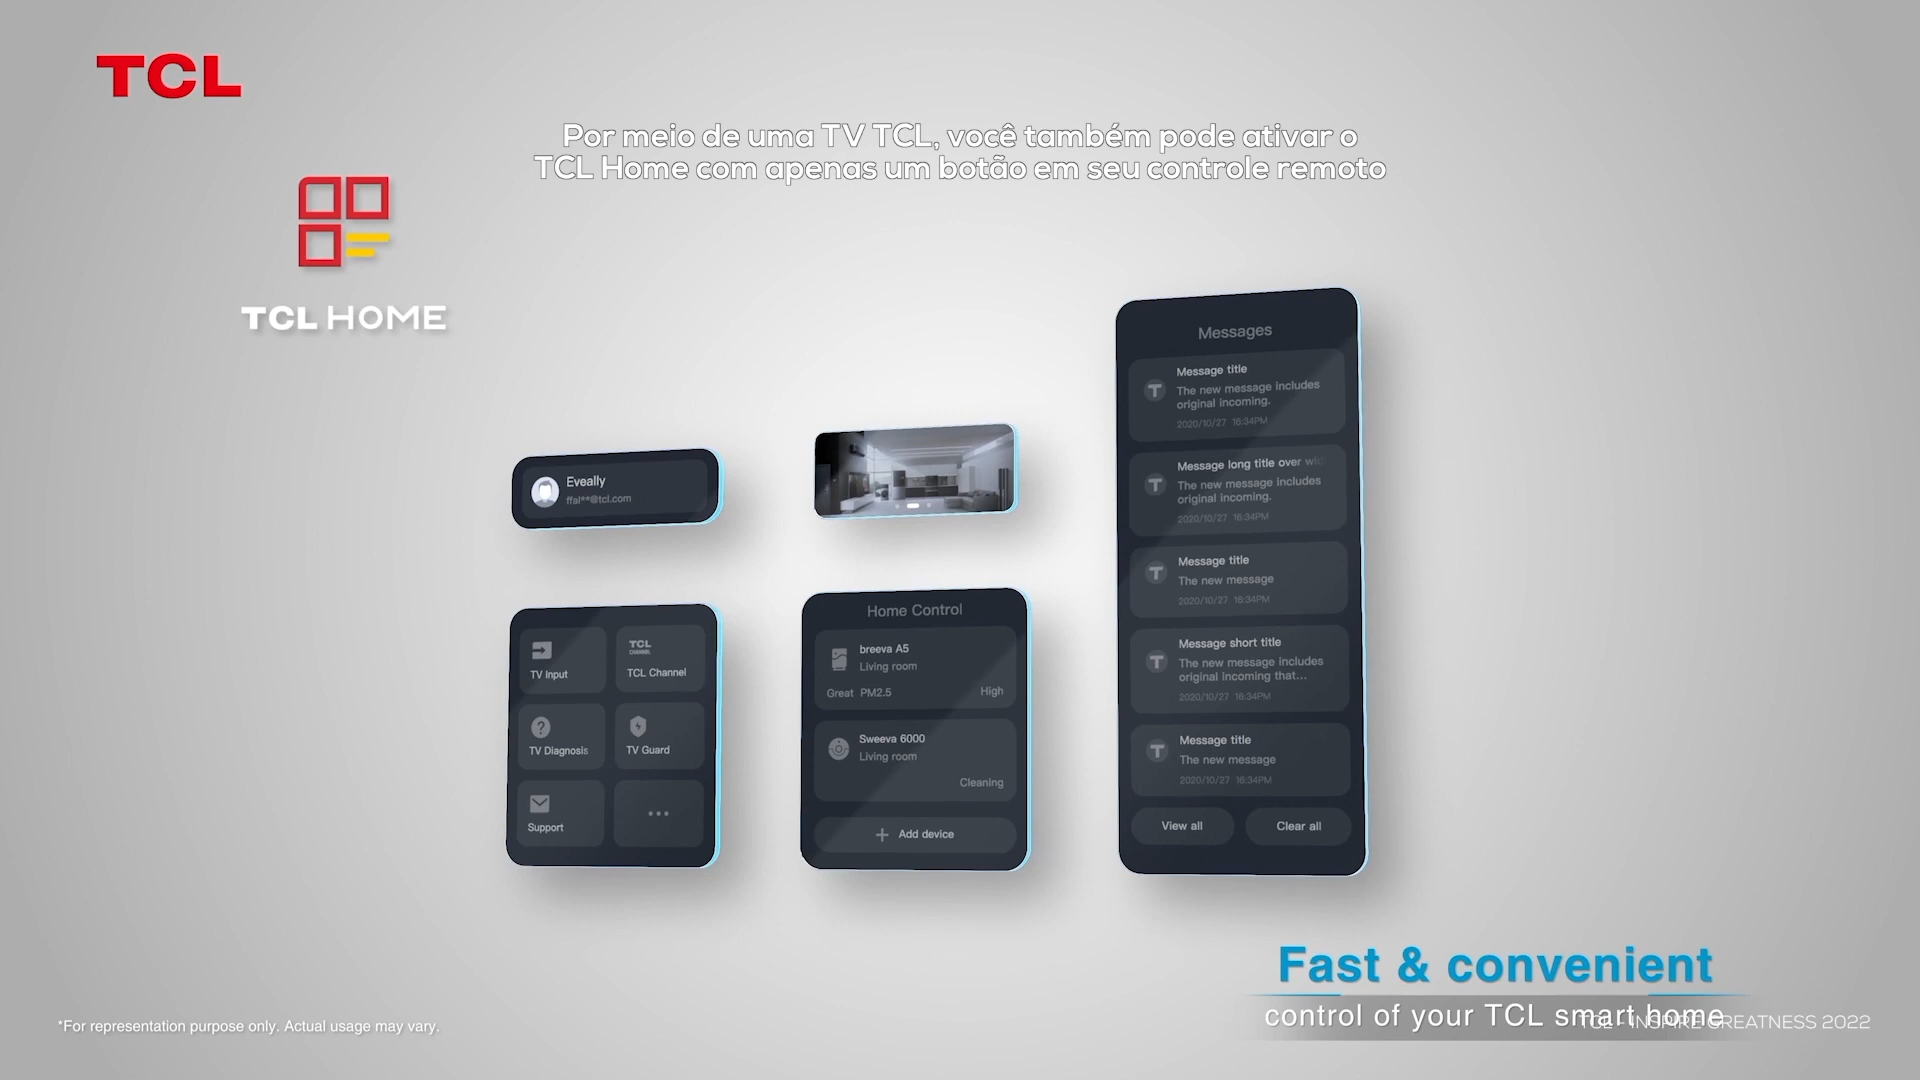 TCL
Por meio de uma TV TCL, você também pode ativar o
TCL Home com apenas um botão em seu controle remoto
TCL HOME
Eveally
ffal**@tcl.com
TV Input
TCL CHANNEL
TCL Channel
TV Diagnosis
TV Guard
Support
Home Control
breeva A5
Living room
Great PM2.5
High
Sweeva 6000
Living room
Cleaning
+ Add device
Messages
Message title
The new message includes
original incoming.
2020/10/27 16:34PM
Message long title over
The new message includes
original incoming.
2020/10/27 16:34PM
Message title
The new message
2020/10/27 16:34PM
Message short title
The new message includes
original incoming that...
2020/10/27 16:34PM
Message title
The new message
2020/10/27 16:34PM
View all
Clear all
Fast & convenient
control of your TCL smart home
TCL - INSPIRE GREATNESS 2022
*For representation purpose only. Actual usage may vary.